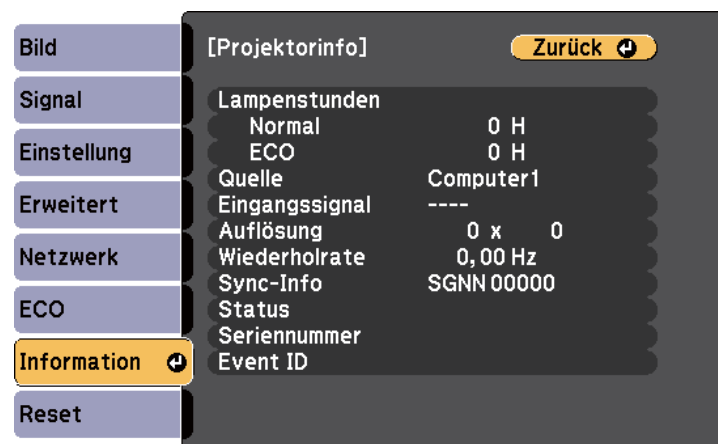 Bild
Signal
Einstellung
Erweitert
Netzwerk
ECO
Information
Reset
[Projektorinfo]
Zurück
Lampenstunden
Normal 0 H
ECO 0 H
Quelle Computer1
Eingangssignal ----
Auflösung 0 x 0
Wiederholrate 0,00 Hz
Sync-Info SGNN 00000
Status
Seriennummer
Event ID